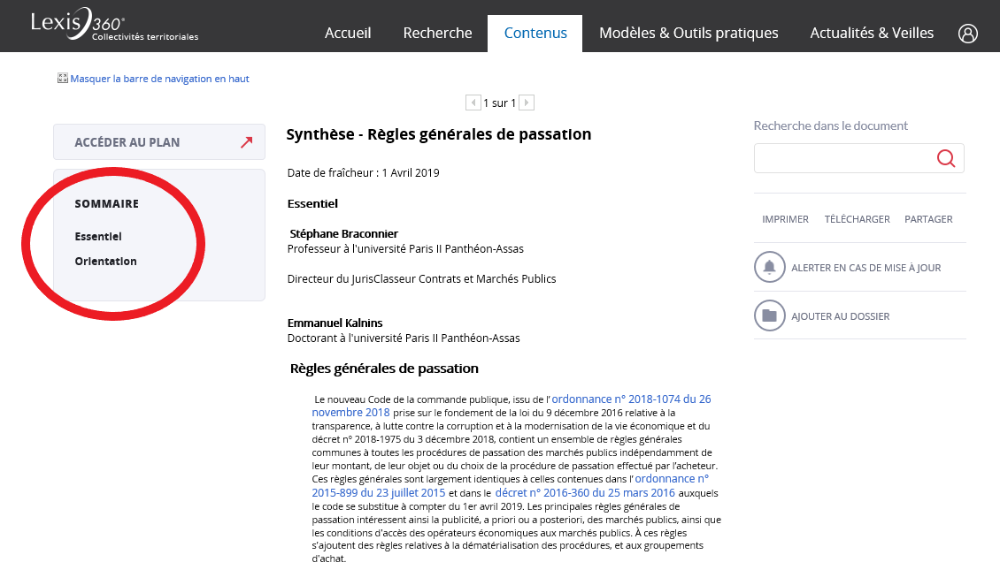 Lexis 360®
Collectivités territoriales
Accueil
Recherche
Contenus
Modèles & Outils pratiques
Actualités & Veilles
Masquer la barre de navigation en haut
1 sur 1
ACCÉDER AU PLAN
SOMMAIRE
Essentiel
Orientation
Synthèse - Règles générales de passation
Date de fraîcheur : 1 Avril 2019
Essentiel
Stéphane Braconnier
Professeur à l'université Paris II Panthéon-Assas
Directeur du JurisClasseur Contrats et Marchés Publics
Emmanuel Kalnins
Doctorant à l'université Paris II Panthéon-Assas
Règles générales de passation
Le nouveau Code de la commande publique, issu de l' ordonnance n° 2018-1074 du 26
novembre 2018 prise sur le fondement de la loi du 9 décembre 2016 relative à la
transparence, à lutte contre la corruption et à la modernisation de la vie économique et du
décret n° 2018-1975 du 3 décembre 2018, contient un ensemble de règles générales
communes à toutes les procédures de passation des marchés publics indépendamment de
leur montant, de leur objet ou du choix de la procédure de passation effectué par l’acheteur.
Ces règles générales sont largement identiques à celles contenues dans l' ordonnance n°
2015-899 du 23 juillet 2015 et dans le décret n° 2016-360 du 25 mars 2016 auxquels
le code se substitue à compter du 1er avril 2019. Les principales règles générales de
passation intéressent ainsi la publicité, a priori ou a posteriori, des marchés publics, ainsi que
les conditions d'accès des opérateurs économiques aux marchés publics. À ces règles
s’ajoutent des règles relatives à la dématérialisation des procédures, et aux groupements
d'achat.
Recherche dans le document
IMPRIMER
TÉLÉCHARGER
PARTAGER
ALERTER EN CAS DE MISE À JOUR
AJOUTER AU DOSSIER